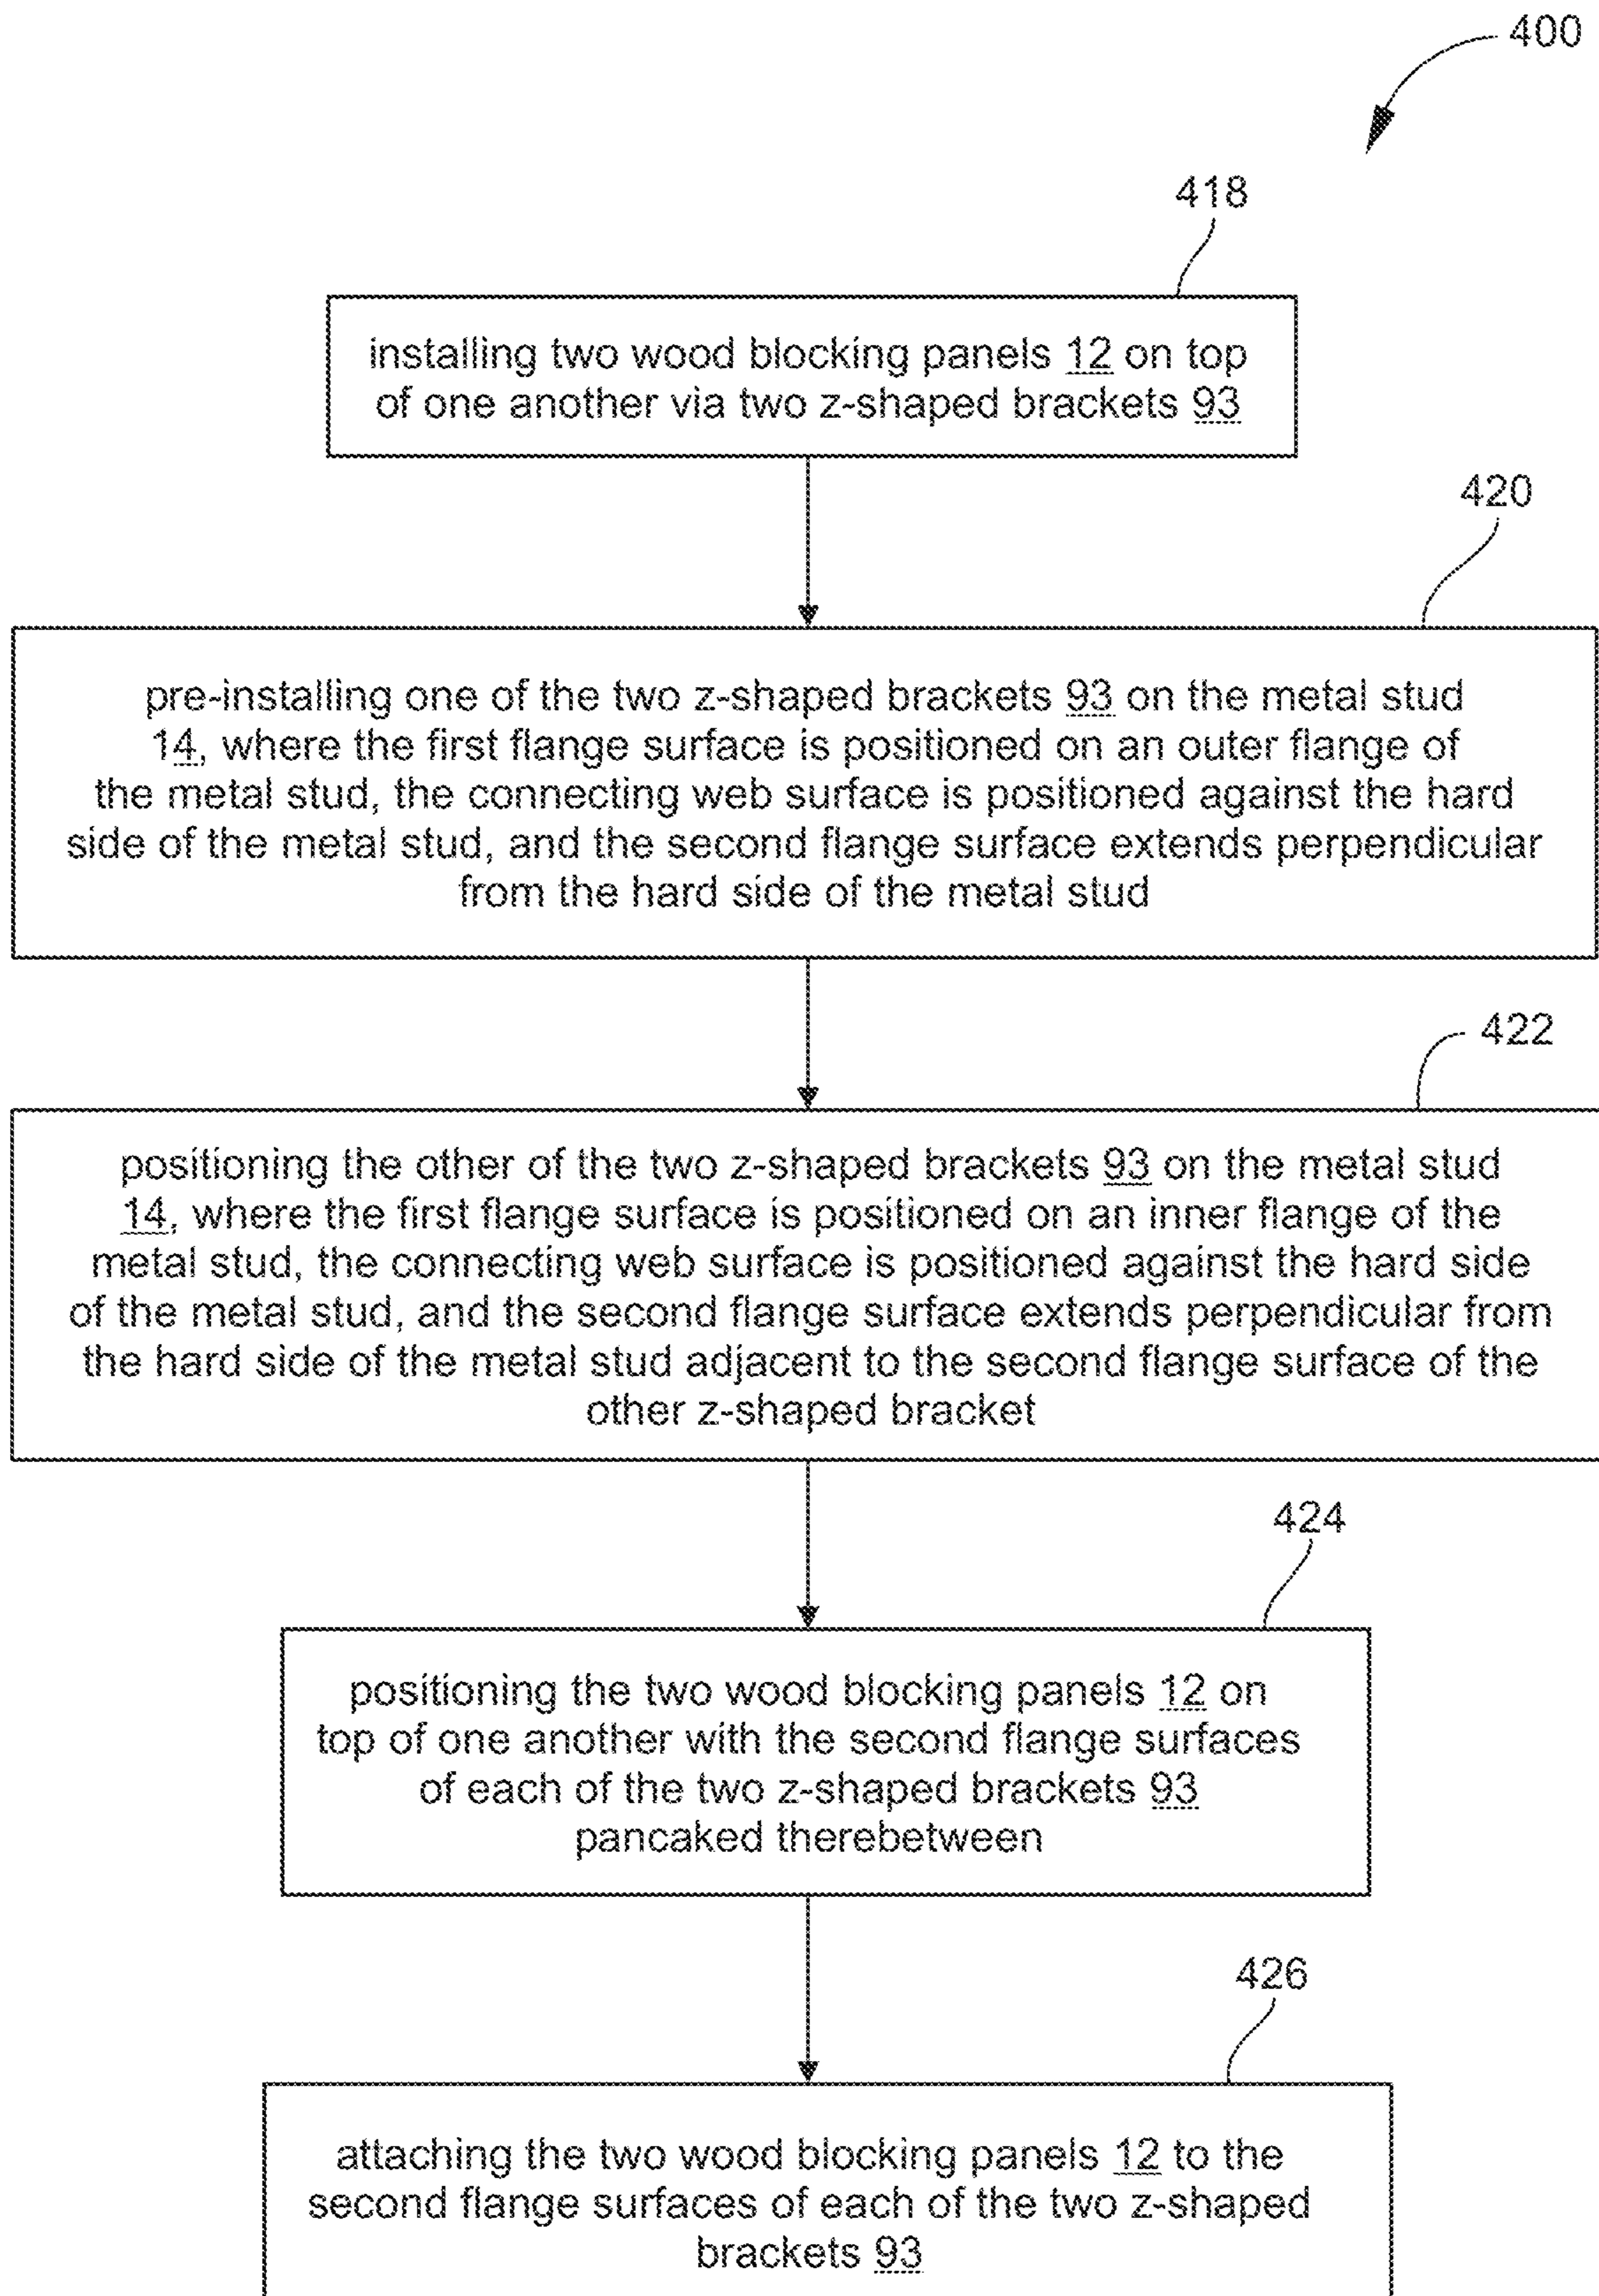 400
418
installing two wood blocking panels 12 on top
of one another via two z-shaped brackets 93
420
pre-installing one of the two z-shaped brackets 93 on the metal stud
14, where the first flange surface is positioned on an outer flange of
the metal stud, the connecting web surface is positioned against the hard
side of the metal stud, and the second flange surface extends perpendicular
from the hard side of the metal stud
422
positioning the other of the two z-shaped brackets 93 on the metal stud
14, where the first flange surface is positioned on an inner flange of the
metal stud, the connecting web surface is positioned against the hard side
of the metal stud, and the second flange surface extends perpendicular from
the hard side of the metal stud adjacent to the second flange surface of the
other z-shaped bracket
424
positioning the two wood blocking panels 12 on
top of one another with the second flange surfaces
of each of the two z-shaped brackets 93
pancaked therebetween
426
attaching the two wood blocking panels 12 to the
second flange surfaces of each of the two z-shaped
brackets 93